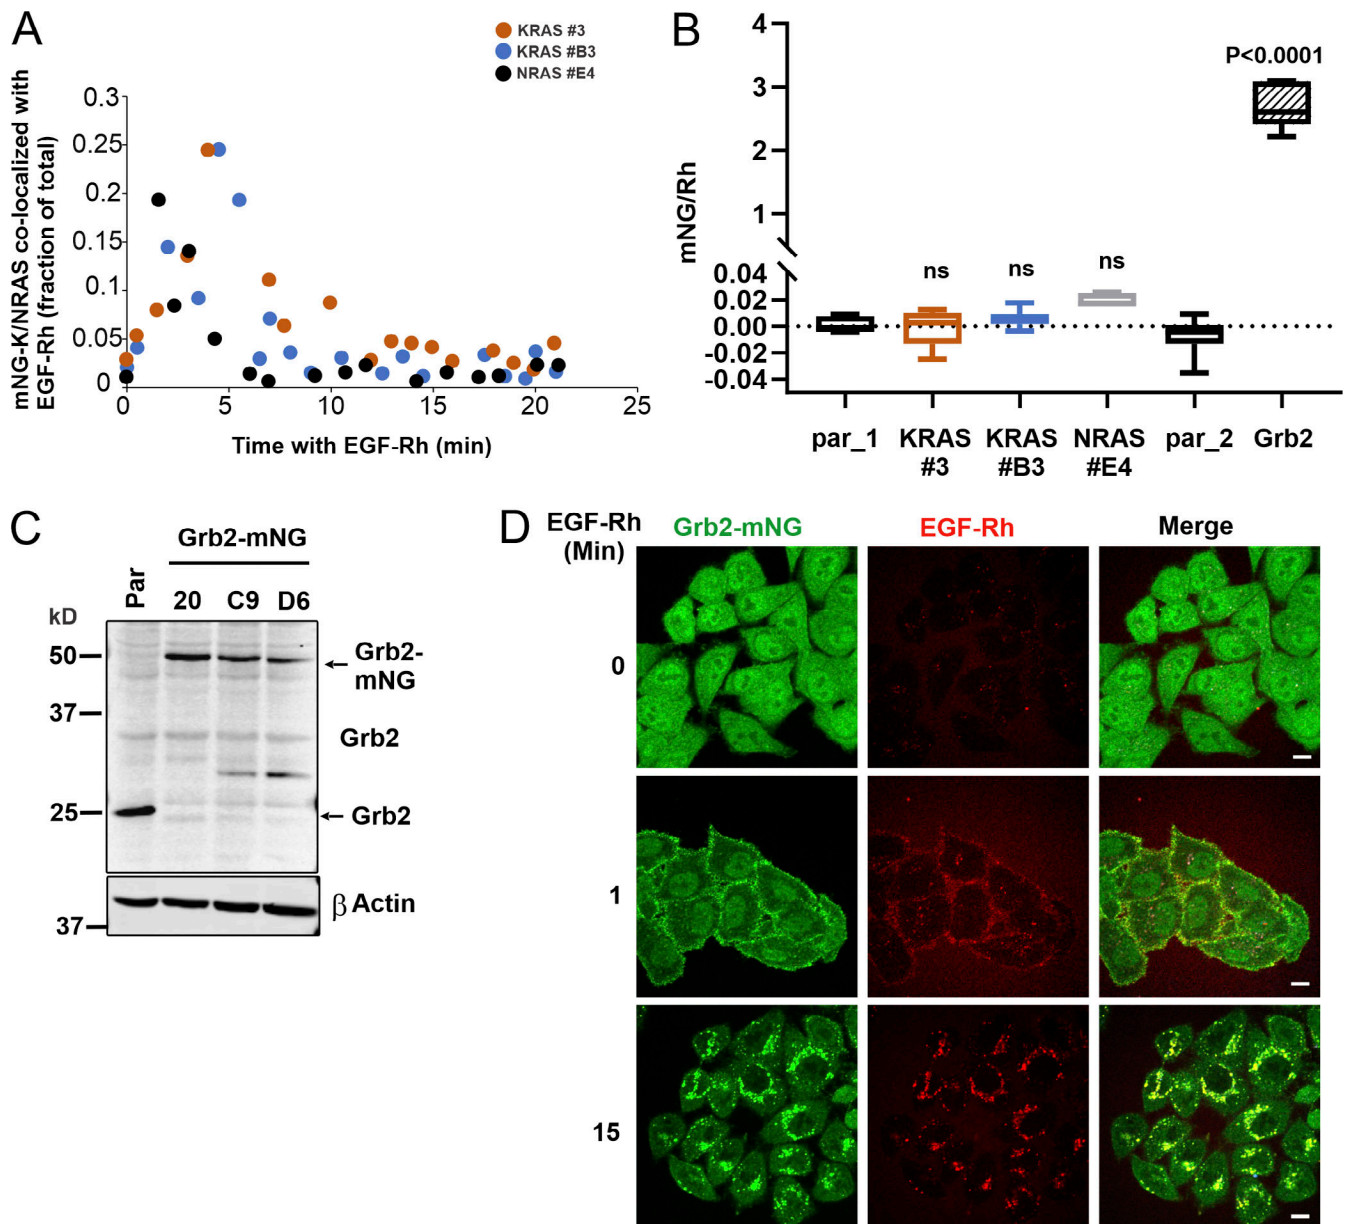 A
KRAS #3
KRAS #B3
NRAS #E4
mNG-K/NRAS co-localized with
EGF-Rh (fraction of total)
0.3
0.25
0.2
0.15
0.1
0.05
0
0
5
10
15
20
25
Time with EGF-Rh (min)
B
P<0.0001
mNG/Rh
4
3
2
1
0.04
0.02
0.00
-0.02
-0.04
ns
ns
ns
par_1
KRAS
#3
KRAS
#B3
NRAS
#E4
par_2
Grb2
C
Grb2-mNG
Par
20
C9
D6
kD
50
37
25
37
Grb2-
mNG
Grb2
Grb2
β Actin
D
EGF-Rh
(Min)
Grb2-mNG
EGF-Rh
Merge
0
1
15